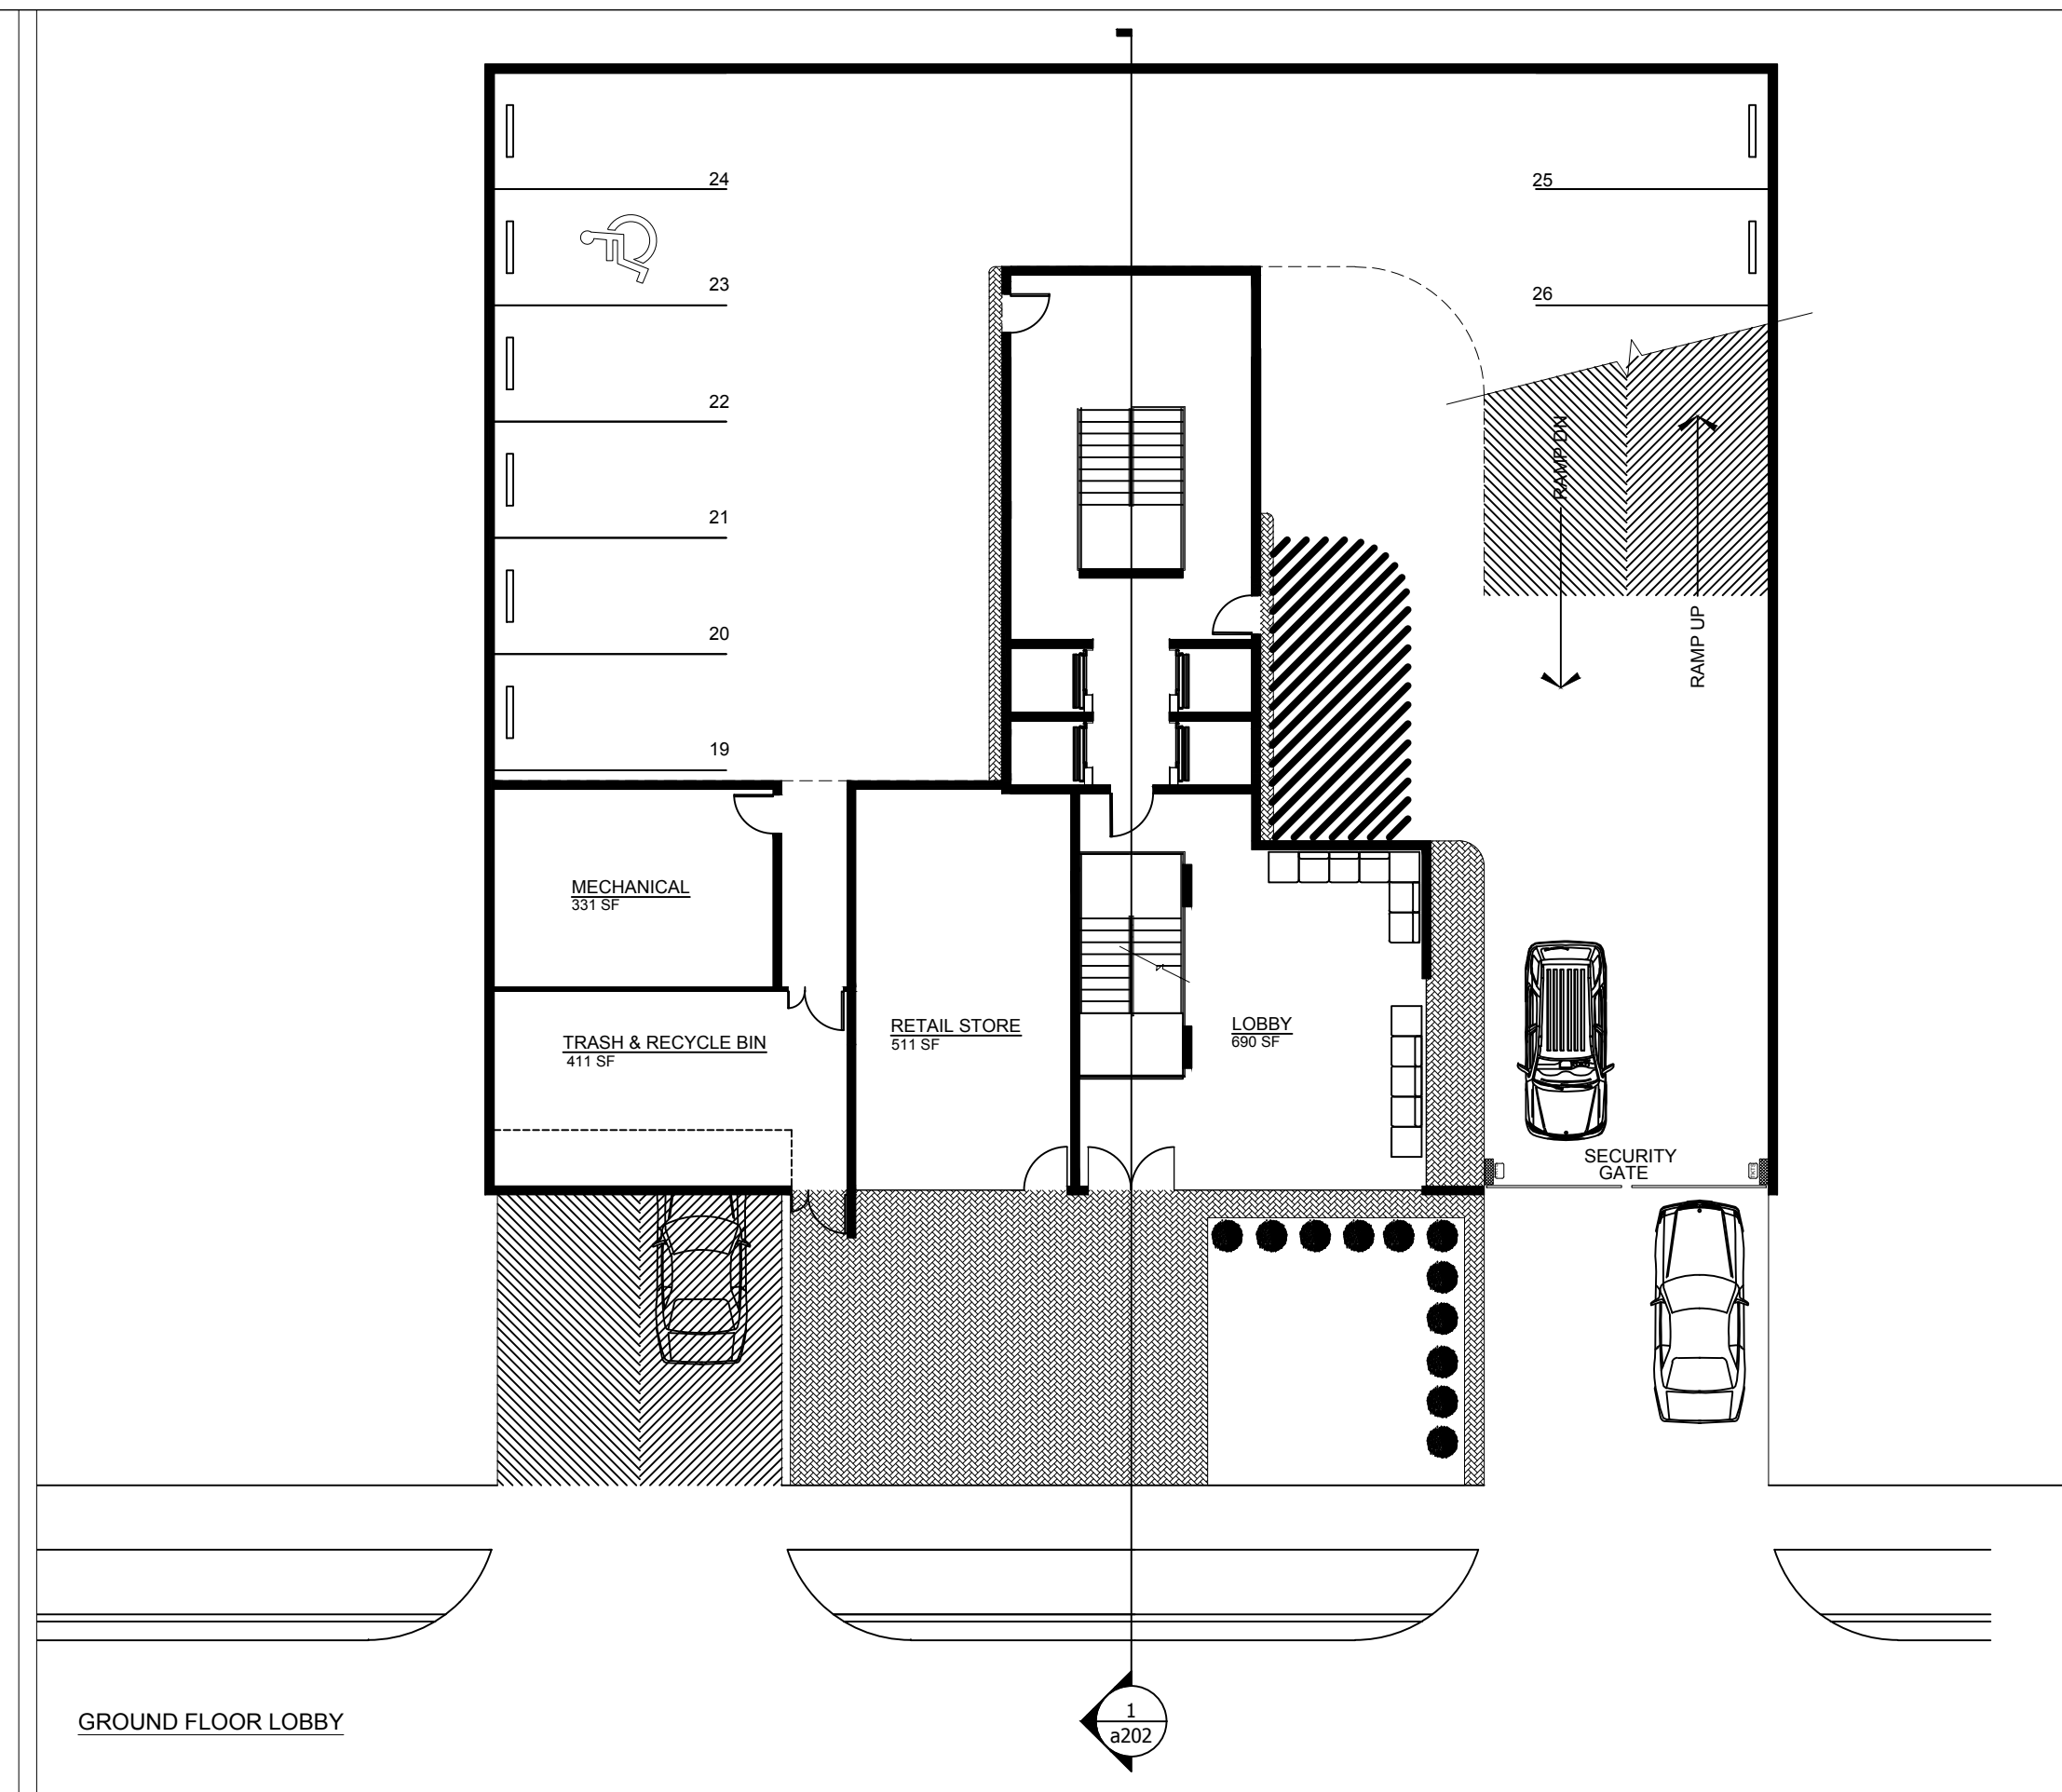 24
25
23
26
22
RAMP DN
21
20
RAMP UP
19
MECHANICAL
331 SF
RETAIL STORE
511 SF
LOBBY
690 SF
TRASH & RECYCLE BIN
411 SF
SECURITY
GATE
GROUND FLOOR LOBBY
1
a202